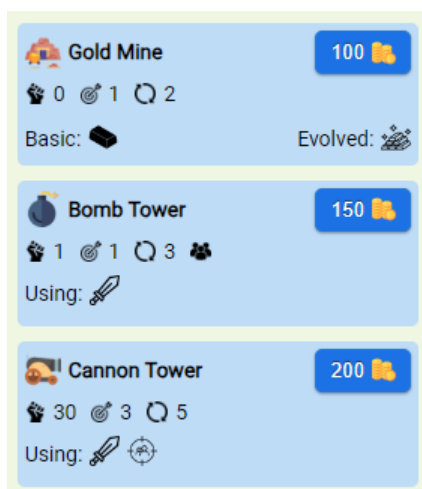 Gold Mine 100
0 1 2
Basic: Evolved:
Bomb Tower 150
1 1 3
Using:
Cannon Tower 200
30 3 5
Using: